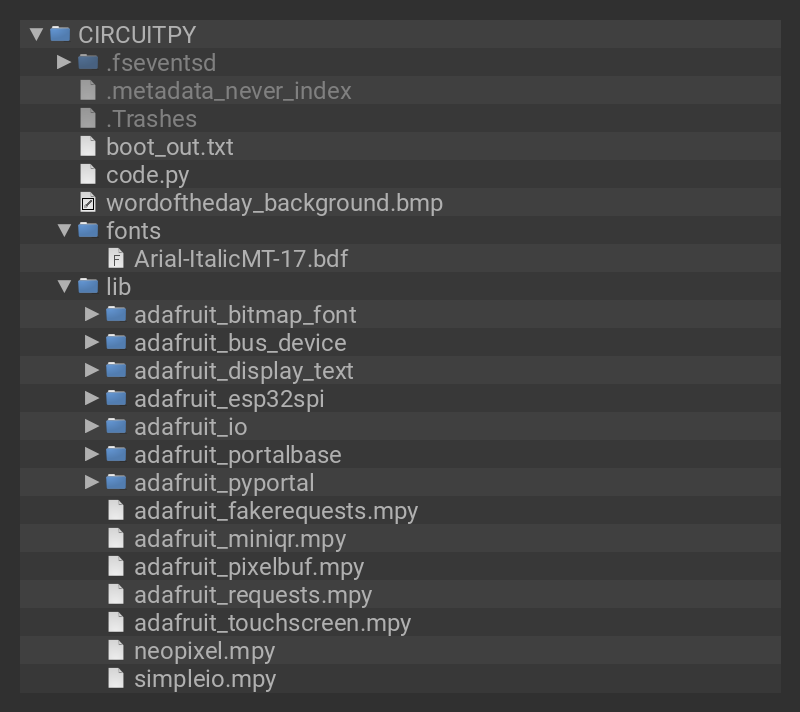 CIRCUITPY
.fseventsd
.metadata_never_index
.Trashes
boot_out.txt
code.py
wordoftheday_background.bmp
fonts
F Arial-ItalicMT-17.bdf
lib
adafruit_bitmap_font
adafruit_bus_device
adafruit_display_text
adafruit_esp32spi
adafruit_io
adafruit_portalbase
adafruit_pyportal
adafruit_fakerequests.mpy
adafruit_miniqr.mpy
adafruit_pixelbuf.mpy
adafruit_requests.mpy
adafruit_touchscreen.mpy
neopixel.mpy
simpleio.mpy